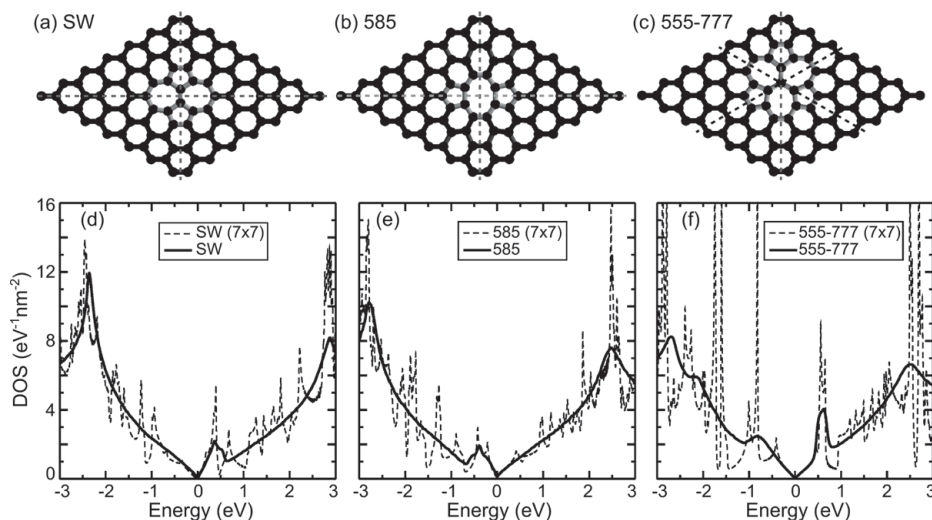 (a) SW
(b) 585
(c) 555-777
DOS (eV⁻¹nm⁻²)
16
12
8
4
0
(d)
SW (7x7)
SW
-3 -2 -1 0 1 2 3
Energy (eV)
(e)
585 (7x7)
585
-3 -2 -1 0 1 2 3
Energy (eV)
(f)
555-777 (7x7)
555-777
-3 -2 -1 0 1 2 3
Energy (eV)